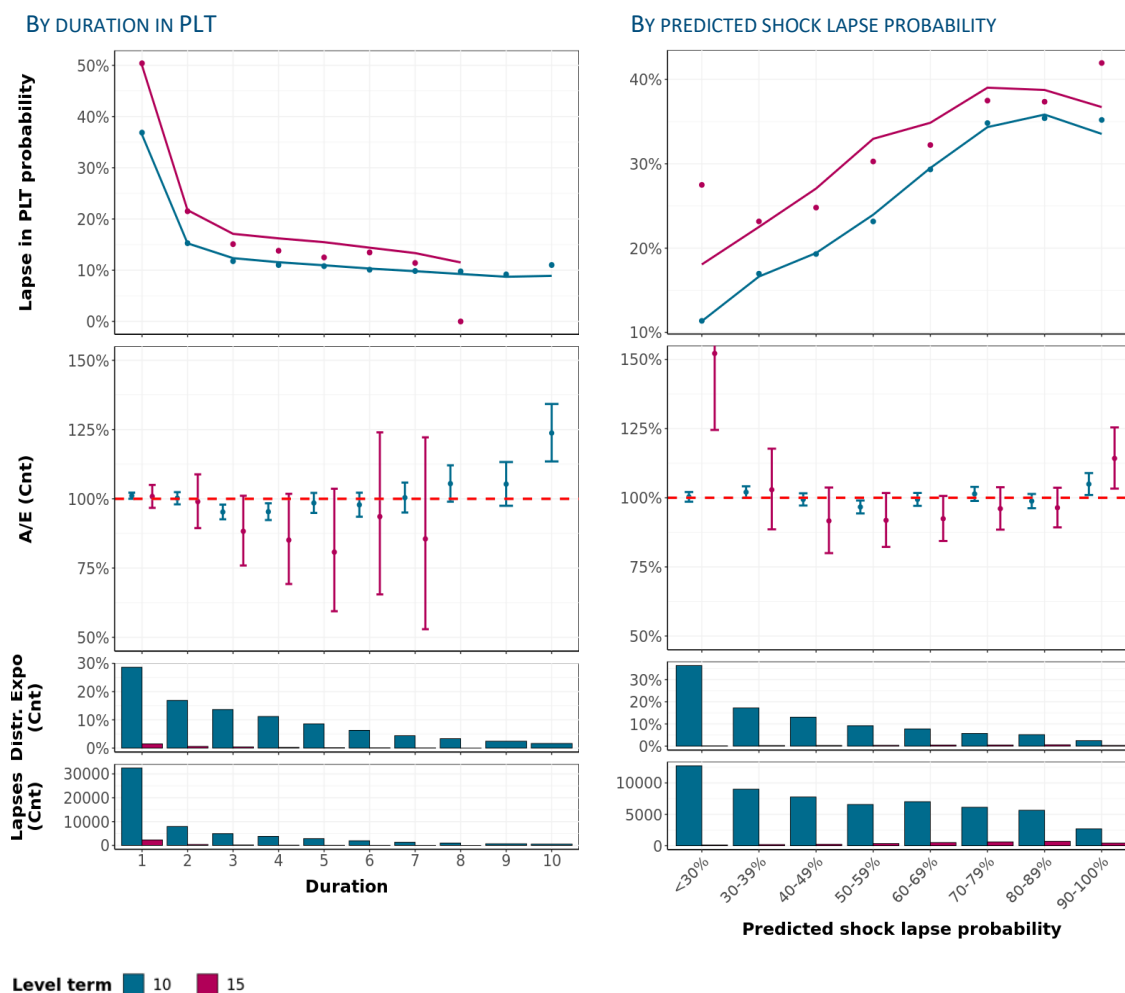 BY DURATION IN PLT
BY PREDICTED SHOCK LAPSE PROBABILITY
Lapse in PLT probability
50%
40%
30%
20%
10%
0%
40%
30%
20%
10%
A/E (Cnt)
150%
125%
100%
75%
50%
150%
125%
100%
75%
50%
Distr. Expo
(Cnt)
30%
20%
10%
0%
30%
20%
10%
0%
Lapses
(Cnt)
30000
20000
10000
0
10000
5000
0
1 2 3 4 5 6 7 8 9 10
Duration
<30% 30-39% 40-49% 50-59% 60-69% 70-79% 80-89% 90-100%
Predicted shock lapse probability
Level term 10 15